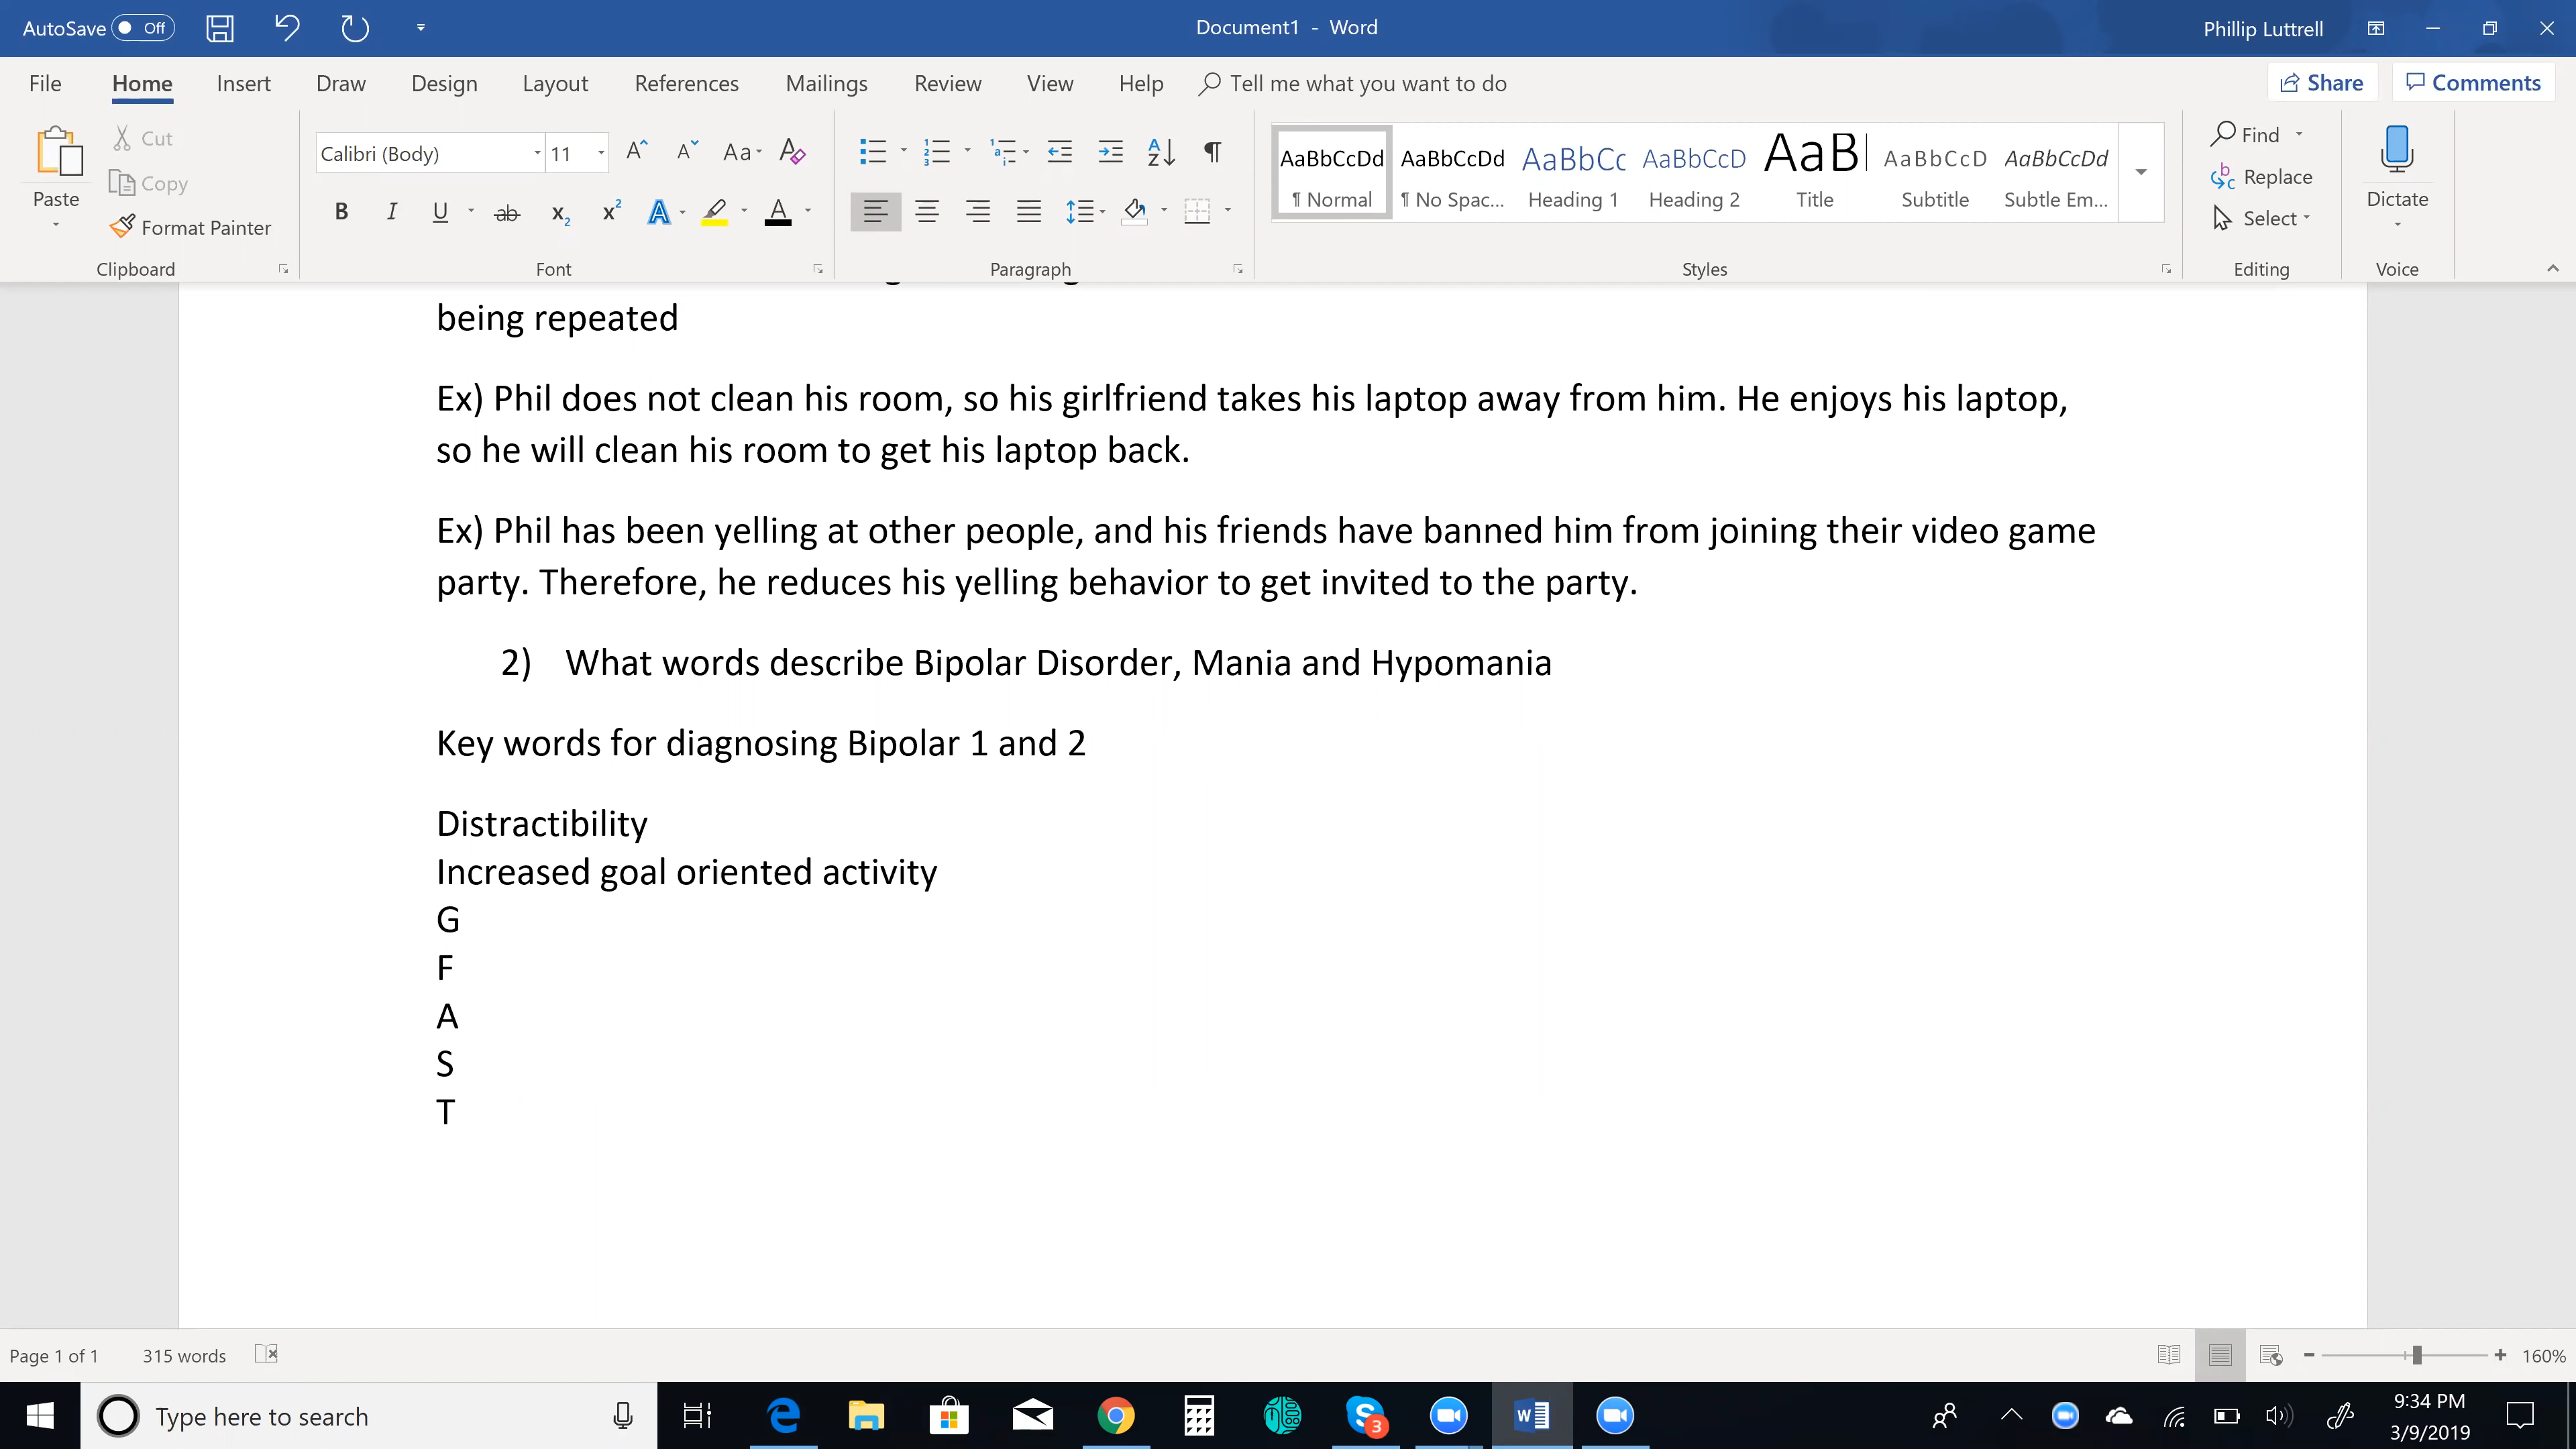 AutoSave Off
Document1 - Word
Phillip Luttrell
File Home Insert Draw Design Layout References Mailings Review View Help Tell me what you want to do Share Comments
Paste
Cut
Copy
Format Painter
Clipboard
Calibri (Body) 11
Font
Paragraph
AaBbCcDd AaBbCcDd AaBbCc AaBbCcD AaB AaBbCcD AaBbCcDd
¶ Normal ¶ No Spac... Heading 1 Heading 2 Title Subtitle Subtle Em...
Styles
Find
Replace
Select
Editing
Dictate
Voice
being repeated
Ex) Phil does not clean his room, so his girlfriend takes his laptop away from him. He enjoys his laptop,
so he will clean his room to get his laptop back.
Ex) Phil has been yelling at other people, and his friends have banned him from joining their video game
party. Therefore, he reduces his yelling behavior to get invited to the party.
2) What words describe Bipolar Disorder, Mania and Hypomania
Key words for diagnosing Bipolar 1 and 2
Distractibility
Increased goal oriented activity
G
F
A
S
T
Page 1 of 1 315 words 160%
Type here to search
3
9:34 PM
3/9/2019